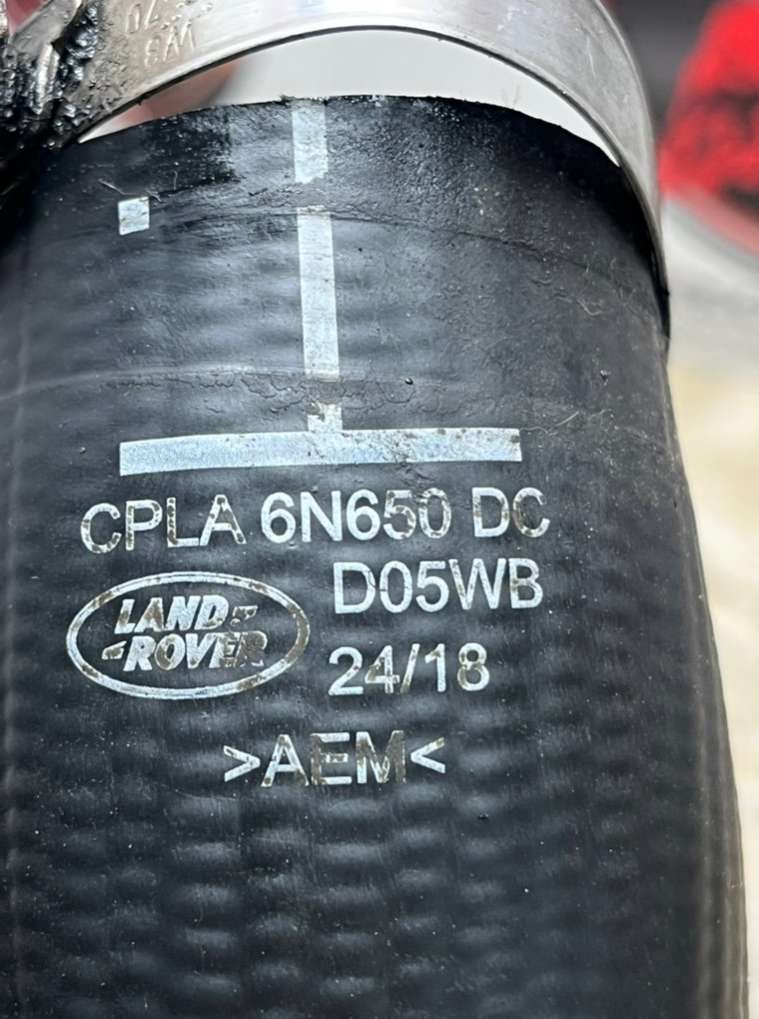 CPLA 6N650 DC
D05WB
LAND
ROVER
24/18
>AEM<